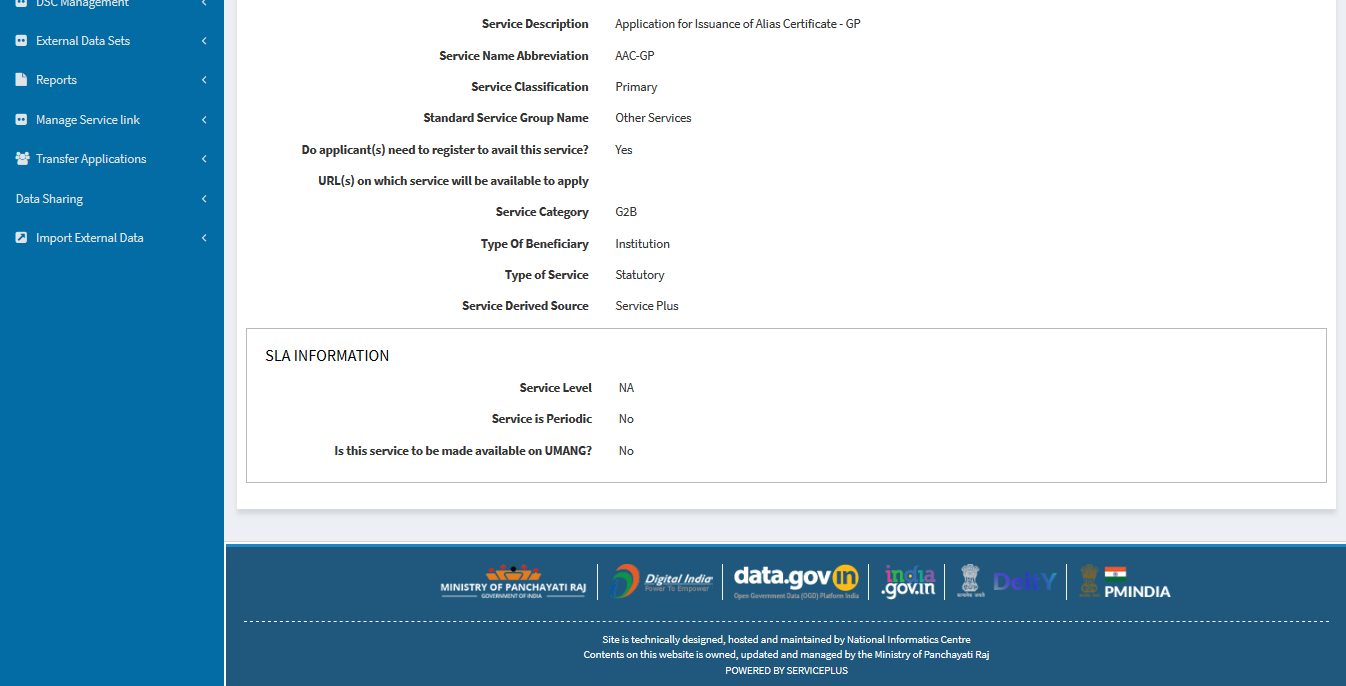 DSC Management
External Data Sets
Reports
Manage Service link
Transfer Applications
Data Sharing
Import External Data
Service Description Application for Issuance of Alias Certificate - GP
Service Name Abbreviation AAC-GP
Service Classification Primary
Standard Service Group Name Other Services
Do applicant(s) need to register to avail this service? Yes
URL(s) on which service will be available to apply
Service Category G2B
Type Of Beneficiary Institution
Type of Service Statutory
Service Derived Source Service Plus
SLA INFORMATION
Service Level NA
Service is Periodic No
Is this service to be made available on UMANG? No
MINISTRY OF PANCHAYATI RAJ
GOVERNMENT OF INDIA
Digital India
Power To Empower
data.gov in
Open Government Data (OGD) Platform India
india
.gov.in
DeitY
PMINDIA
Site is technically designed, hosted and maintained by National Informatics Centre
Contents on this website is owned, updated and managed by the Ministry of Panchayati Raj
POWERED BY SERVICEPLUS